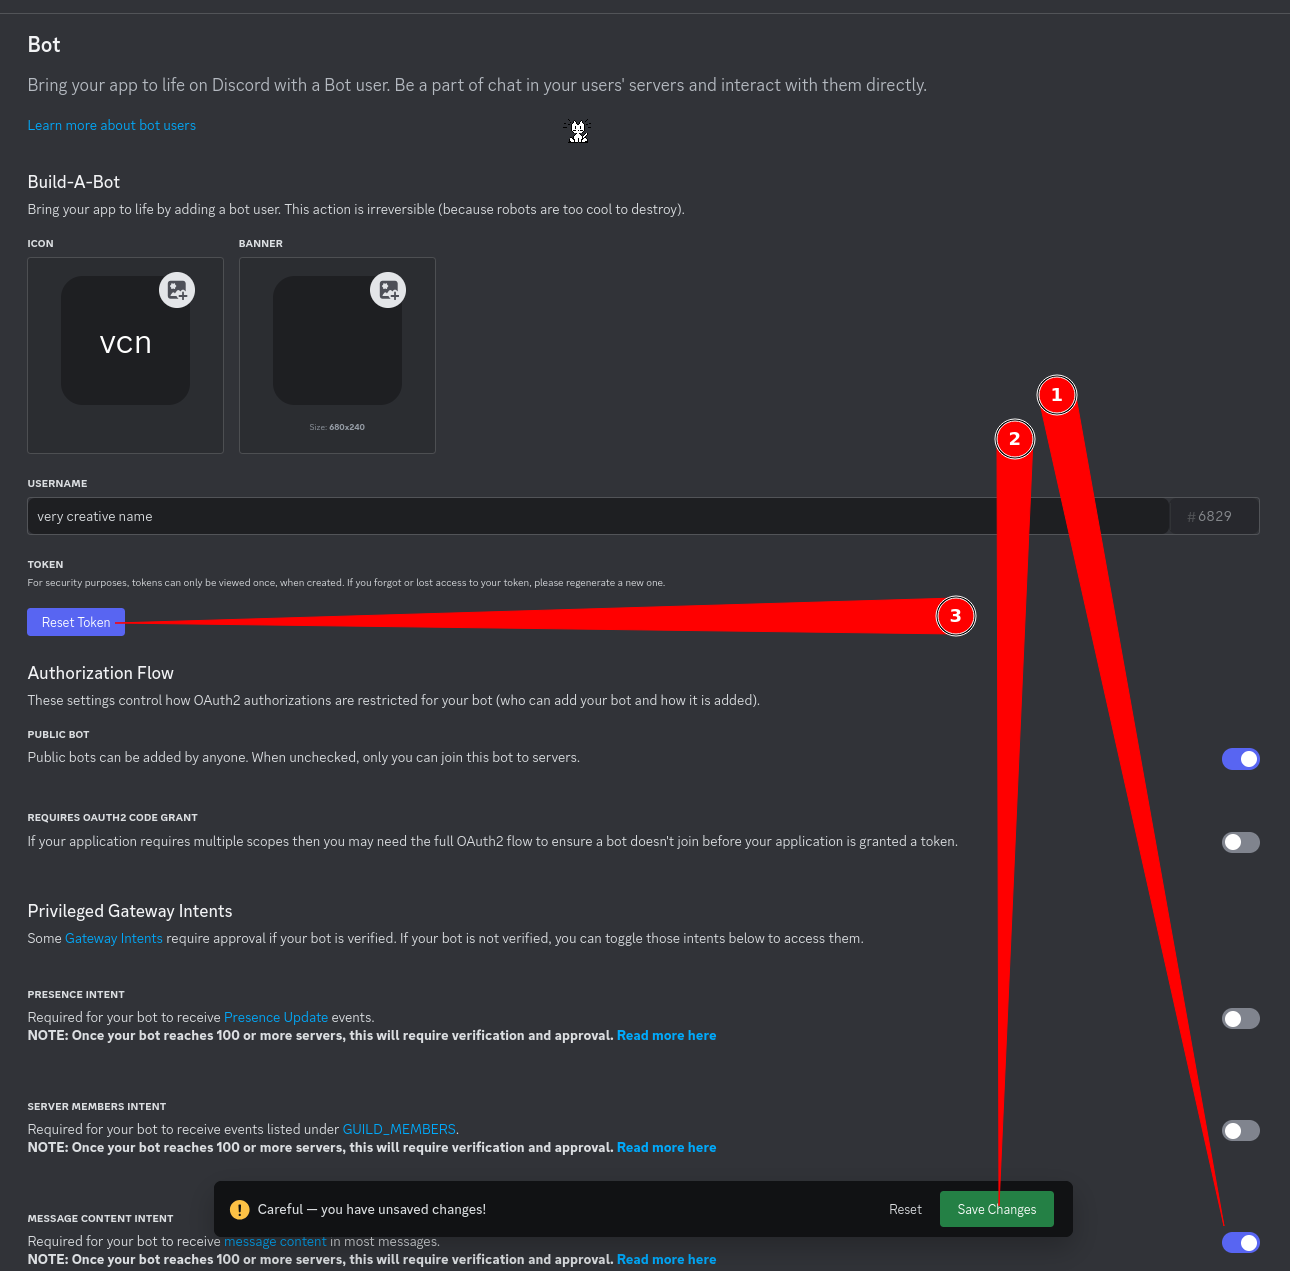 Bot
Bring your app to life on Discord with a Bot user. Be a part of chat in your users' servers and interact with them directly.
Learn more about bot users
Build-A-Bot
Bring your app to life by adding a bot user. This action is irreversible (because robots are too cool to destroy).
ICON
BANNER
vcn
Size: 680x240
1
2
USERNAME
very creative name
#6829
TOKEN
For security purposes, tokens can only be viewed once, when created. If you forgot or lost access to your token, please regenerate a new one.
Reset Token
3
Authorization Flow
These settings control how OAuth2 authorizations are restricted for your bot (who can add your bot and how it is added).
PUBLIC BOT
Public bots can be added by anyone. When unchecked, only you can join this bot to servers.
REQUIRES OAUTH2 CODE GRANT
If your application requires multiple scopes then you may need the full OAuth2 flow to ensure a bot doesn't join before your application is granted a token.
Privileged Gateway Intents
Some Gateway Intents require approval if your bot is verified. If your bot is not verified, you can toggle those intents below to access them.
PRESENCE INTENT
Required for your bot to receive Presence Update events.
NOTE: Once your bot reaches 100 or more servers, this will require verification and approval. Read more here
SERVER MEMBERS INTENT
Required for your bot to receive events listed under GUILD_MEMBERS.
NOTE: Once your bot reaches 100 or more servers, this will require verification and approval. Read more here
Careful — you have unsaved changes!
Reset
Save Changes
MESSAGE CONTENT INTENT
Required for your bot to receive message content in most messages.
NOTE: Once your bot reaches 100 or more servers, this will require verification and approval. Read more here